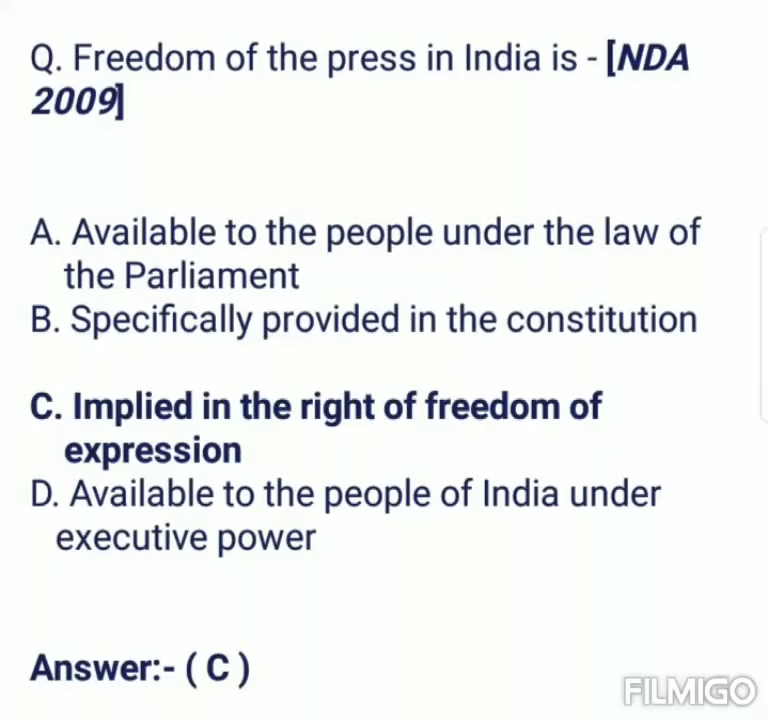 Q. Freedom of the press in India is - [NDA
2009]
A. Available to the people under the law of
the Parliament
B. Specifically provided in the constitution
C. Implied in the right of freedom of
expression
D. Available to the people of India under
executive power
Answer:- ( C )
FILMIGO